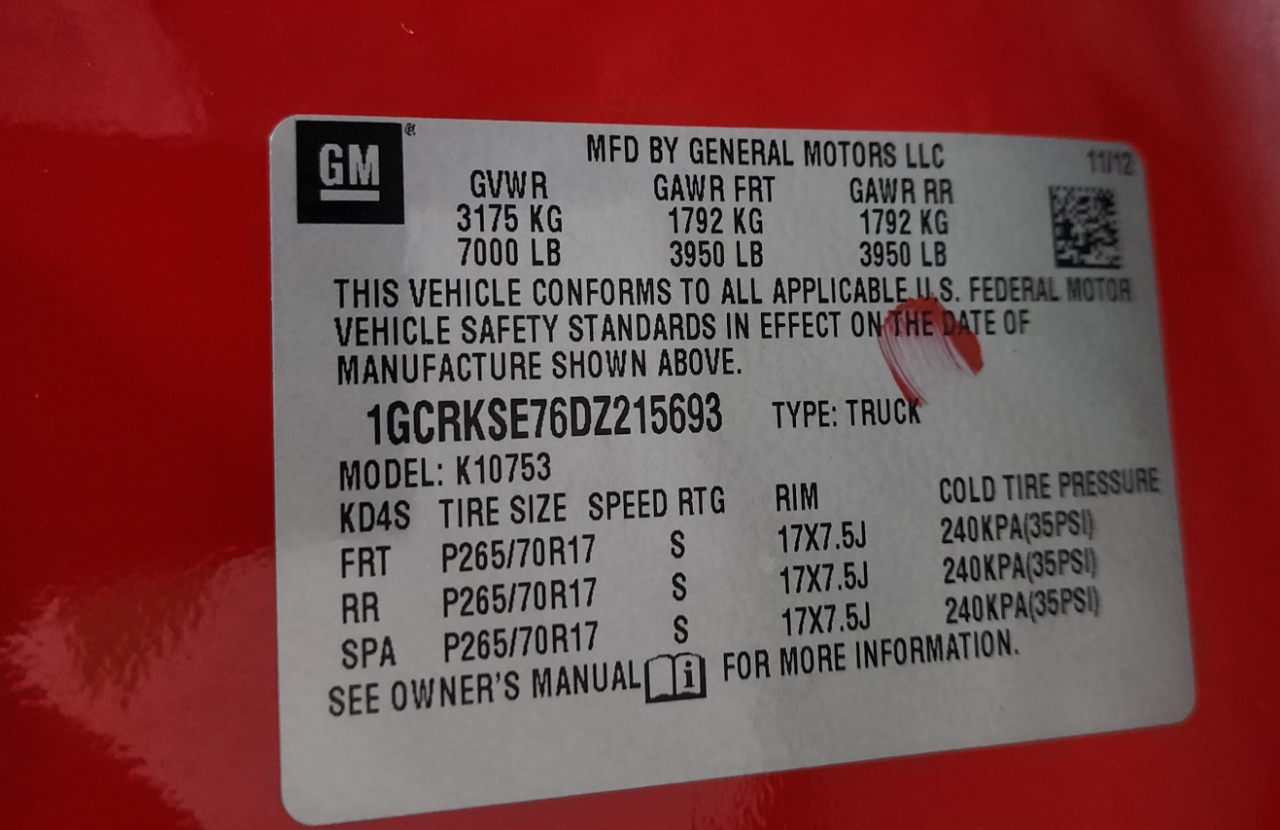 GM®
MFD BY GENERAL MOTORS LLC 11/12
GVWR GAWR FRT GAWR RR
3175 KG 1792 KG 1792 KG
7000 LB 3950 LB 3950 LB
THIS VEHICLE CONFORMS TO ALL APPLICABLE U.S. FEDERAL MOTOR
VEHICLE SAFETY STANDARDS IN EFFECT ON THE DATE OF
MANUFACTURE SHOWN ABOVE.
1GCRKSE76DZ215693 TYPE: TRUCK
MODEL: K10753
KD4S TIRE SIZE SPEED RTG RIM COLD TIRE PRESSURE
FRT P265/70R17 S 17X7.5J 240KPA(35PSI)
RR P265/70R17 S 17X7.5J 240KPA(35PSI)
SPA P265/70R17 S 17X7.5J 240KPA(35PSI)
SEE OWNER'S MANUAL FOR MORE INFORMATION.